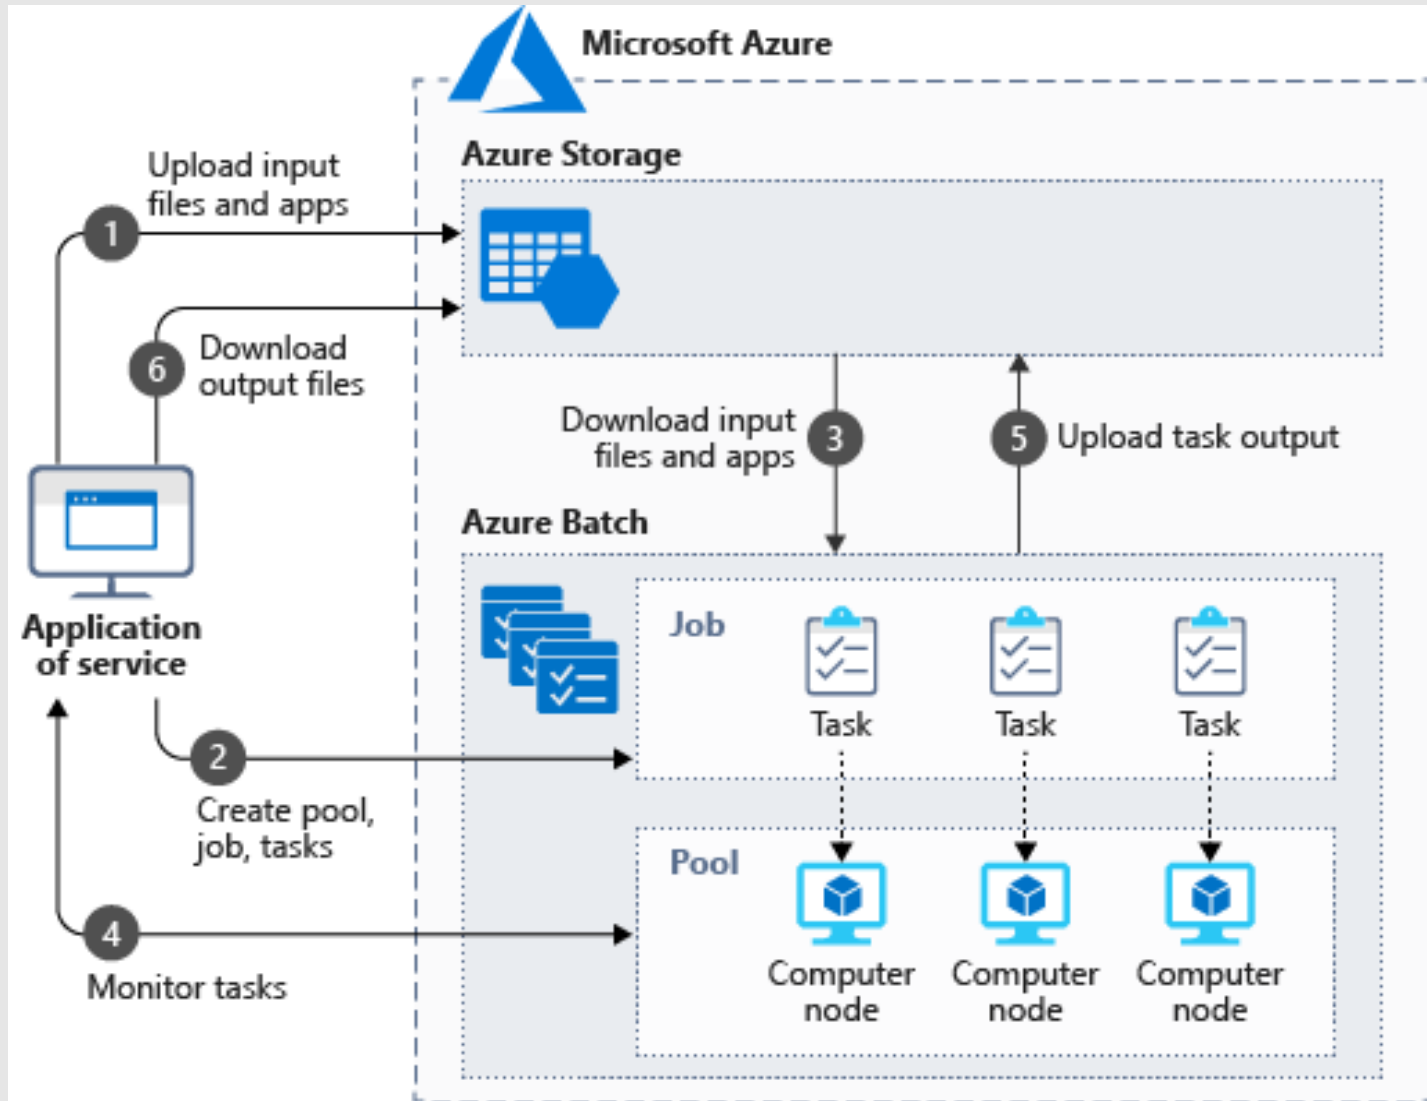 Microsoft Azure
Azure Storage
Upload input
files and apps
1
6
Download
output files
Download input
files and apps
3
5
Upload task output
Azure Batch
Application
of service
Job
Task
Task
Task
2
Create pool,
job, tasks
Pool
4
Monitor tasks
Computer
node
Computer
node
Computer
node